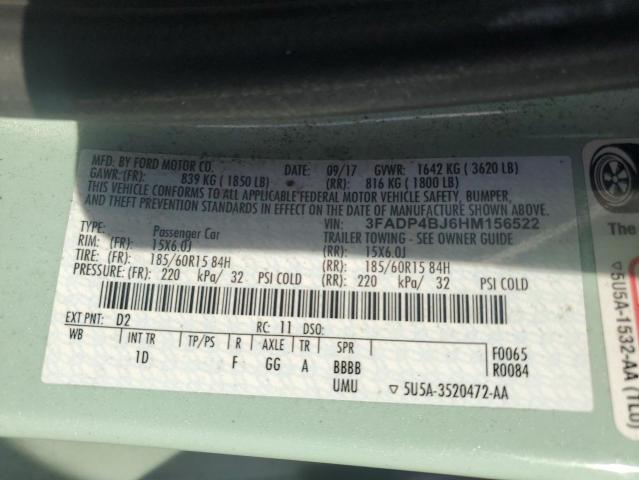 MFD. BY FORD MOTOR CO. DATE: 09/17 GVWR: 1642 KG ( 3620 LB)
GAWR: (FR): 839 KG ( 1850 LB) (RR): 816 KG ( 1800 LB)
THIS VEHICLE CONFORMS TO ALL APPLICABLE FEDERAL MOTOR VEHICLE SAFETY, BUMPER,
AND THEFT PREVENTION STANDARDS IN EFFECT ON THE DATE OF MANUFACTURE SHOWN ABOVE.
VIN: 3FADP4BJ6HM156522
TYPE: Passenger Car TRAILER TOWING - SEE OWNER GUIDE
RIM: (FR): 15X6.0J (RR): 15X6.0J
TIRE: (FR): 185/60R15 84H (RR): 185/60R15 84H
PRESSURE: (FR): 220 kPa/ 32 PSI COLD (RR): 220 kPa/ 32 PSI COLD
EXT PNT: D2 RC: 11 DSO:
WB INT TR TP/PS R AXLE TR SPR F0065
1D F GG A BBBB R0084
UMU ▽ 5U5A-3520472-AA
The
▽ 5U5A-1532-AA (TLU)